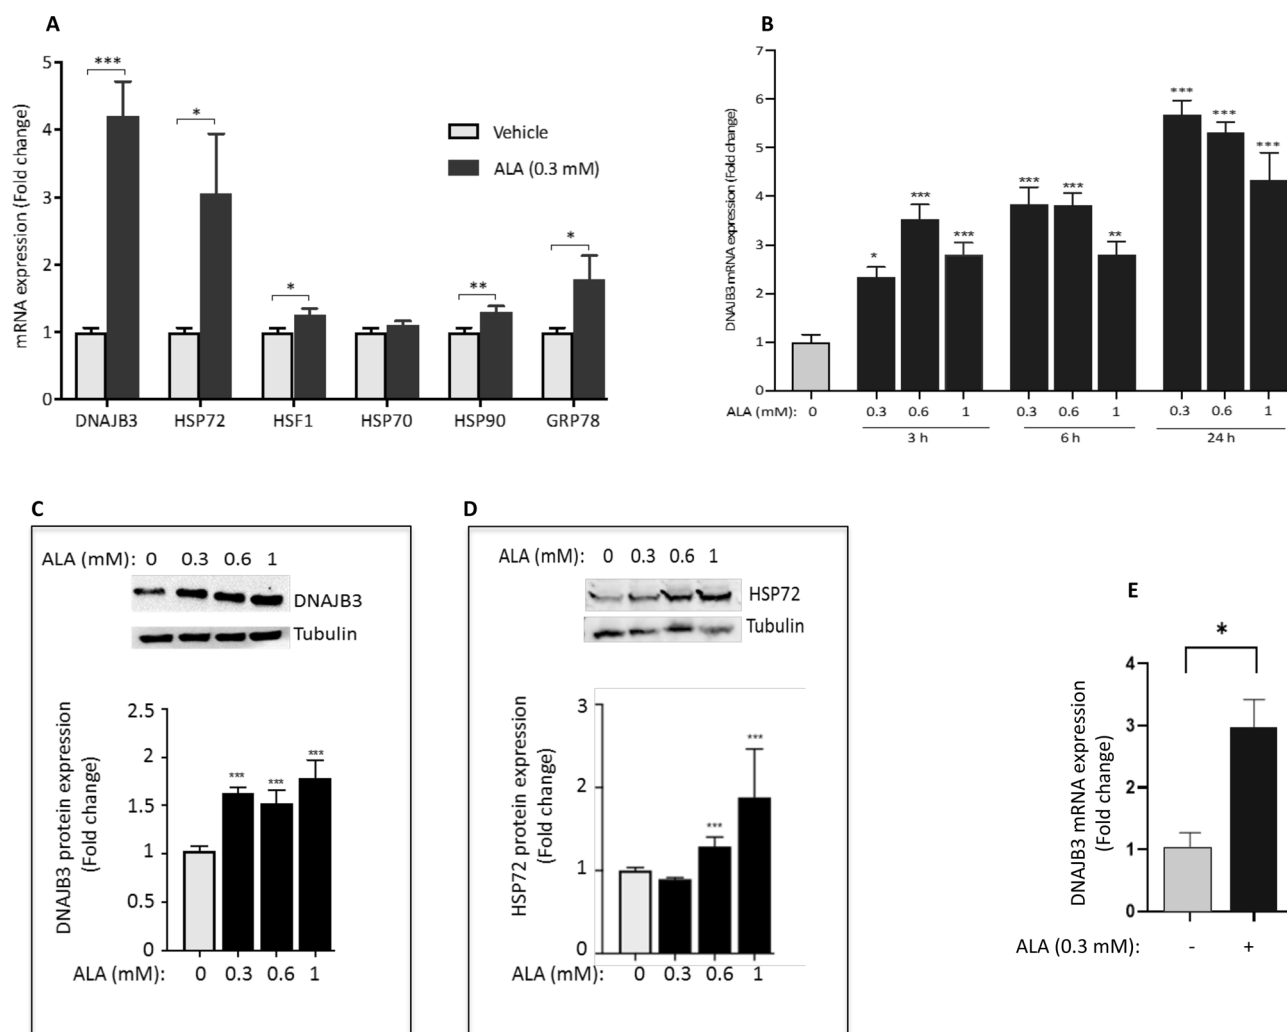 A
mRNA expression (Fold change)
5
4
3
2
1
0
***
*
*
**
*
Vehicle
ALA (0.3 mM)
DNAJB3 HSP72 HSF1 HSP70 HSP90 GRP78
B
DNAJB3 mRNA expression (Fold change)
7
6
5
4
3
2
1
0
* *** *** *** *** ** *** *** ***
ALA (mM): 0 0.3 0.6 1 0.3 0.6 1 0.3 0.6 1
3 h 6 h 24 h
C
ALA (mM): 0 0.3 0.6 1
DNAJB3
Tubulin
DNAJB3 protein expression
(Fold change)
2.5
2
1.5
1
0.5
0
*** *** ***
ALA (mM): 0 0.3 0.6 1
D
ALA (mM): 0 0.3 0.6 1
HSP72
Tubulin
HSP72 protein expression
(Fold change)
3
2
1
0
*** ***
ALA (mM): 0 0.3 0.6 1
E
DNAJB3 mRNA expression
(Fold change)
4
3
2
1
0
*
ALA (0.3 mM): - +